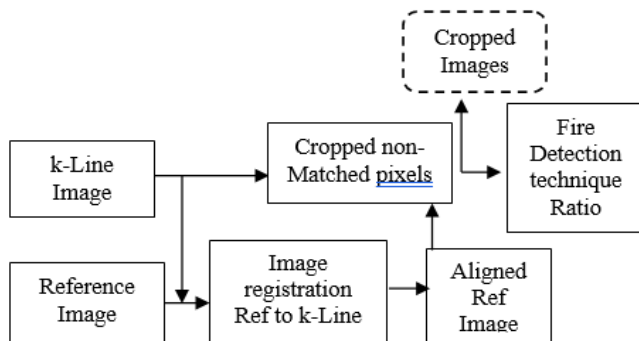 Cropped
Images
Fire
Detection
technique
Ratio
Cropped non-
Matched pixels
k-Line
Image
Reference
Image
Image
registration
Ref to k-Line
Aligned
Ref
Image